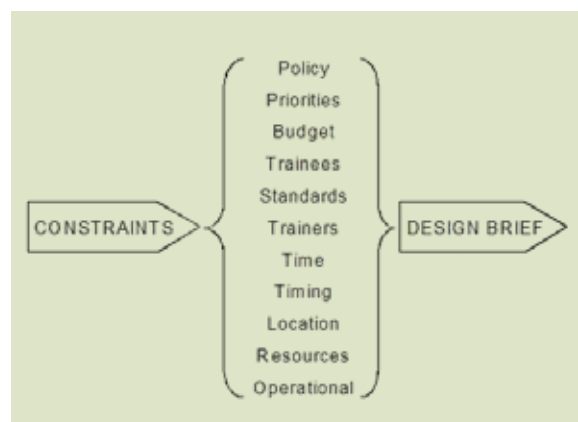 CONSTRAINTS
Policy
Priorities
Budget
Trainees
Standards
Trainers
Time
Timing
Location
Resources
Operational
DESIGN BRIEF